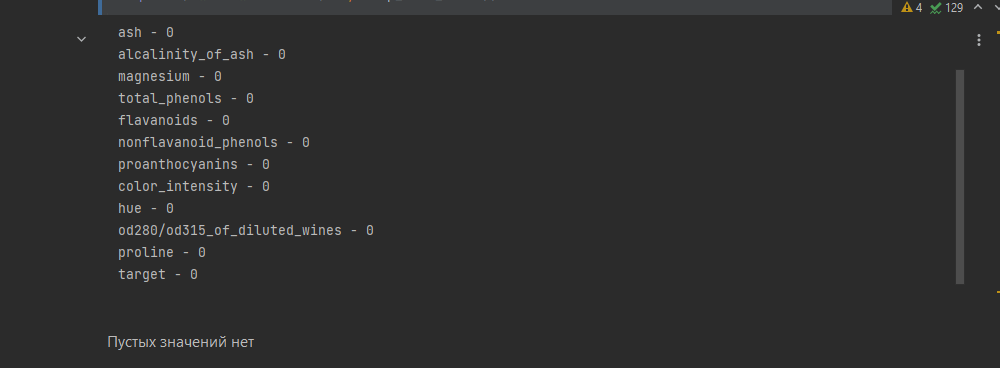 4 129
ash - 0
alcalinity_of_ash - 0
magnesium - 0
total_phenols - 0
flavanoids - 0
nonflavanoid_phenols - 0
proanthocyanins - 0
color_intensity - 0
hue - 0
od280/od315_of_diluted_wines - 0
proline - 0
target - 0
Пустых значений нет